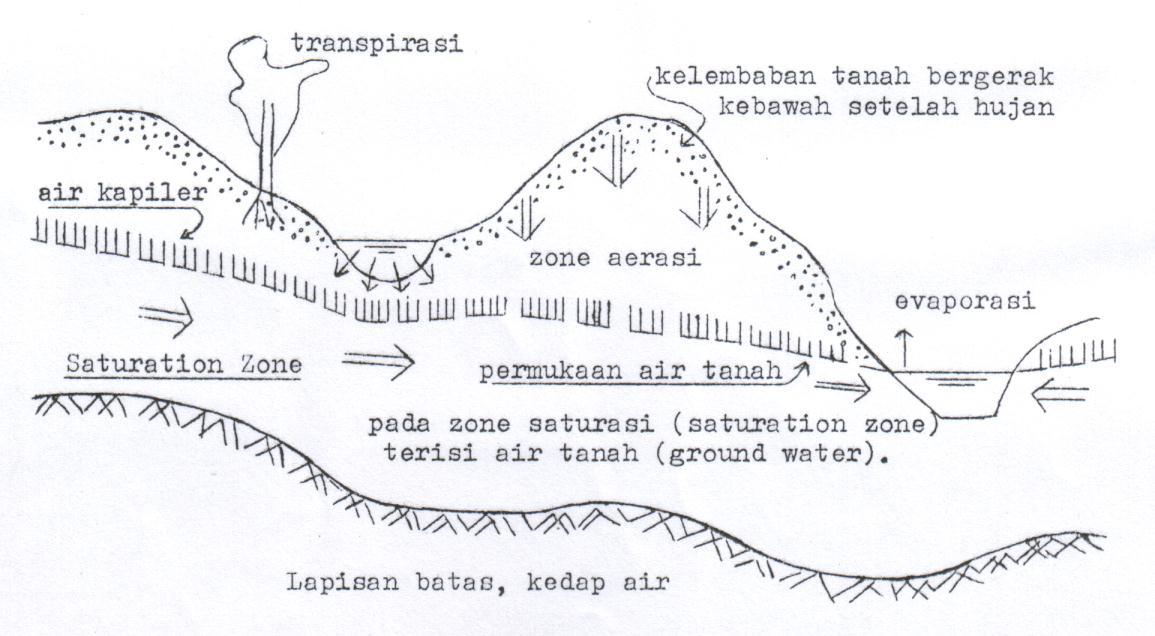 transpirasi
kelembaban tanah bergerak
kebawah setelah hujan
air kapiler
zone aerasi
evaporasi
Saturation Zone
permukaan air tanah
pada zone saturasi (saturation zone)
terisi air tanah (ground water).
Lapisan batas, kedap air